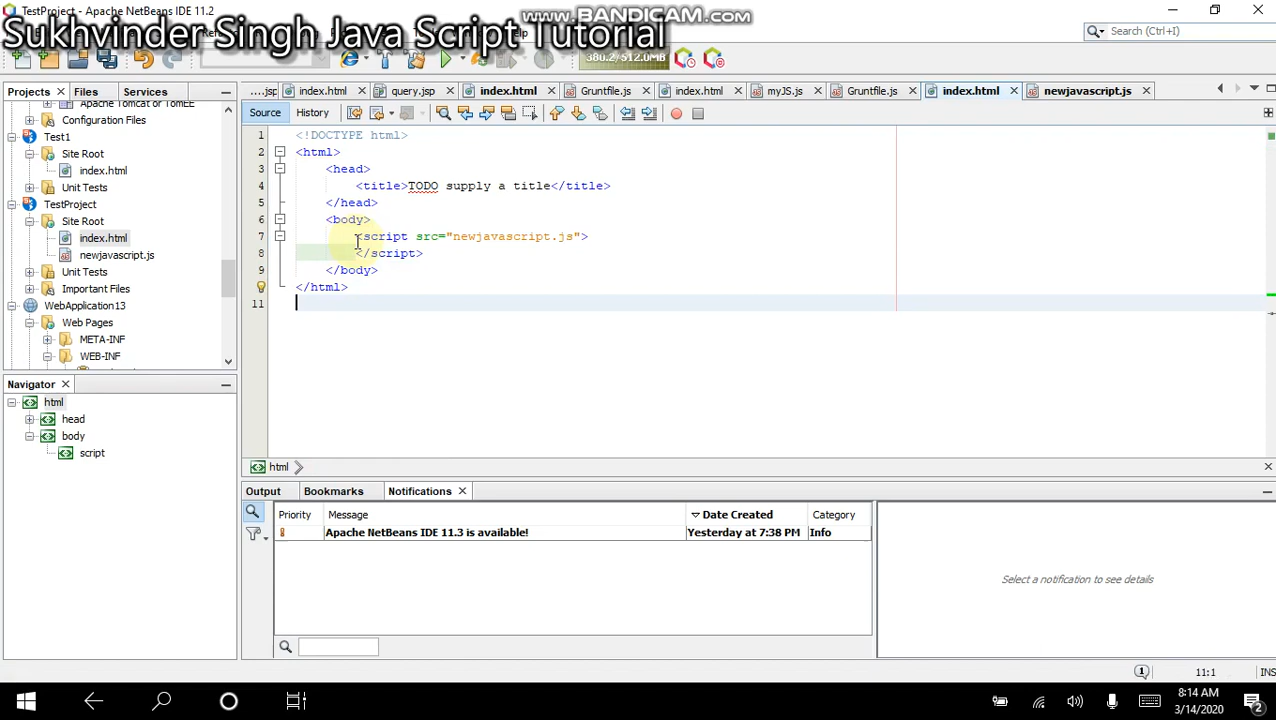 TestProject - Apache NetBeans IDE 11.2
www.BANDICAM.com
Sukhvinder Singh Java Script Tutorial
Search (Ctrl+I)
380.2/512.0MB
Projects
Files
Services
...jsp
index.html
query.jsp
index.html
Gruntfile.js
index.html
myJS.js
Gruntfile.js
index.html
newjavascript.js
Source
History
Apache Tomcat or TomEE
Configuration Files
Test1
Site Root
index.html
Unit Tests
TestProject
Site Root
index.html
newjavascript.js
Unit Tests
Important Files
WebApplication13
Web Pages
META-INF
WEB-INF
1 <!DOCTYPE html>
2 <html>
3 <head>
4 <title>TODO supply a title</title>
5 </head>
6 <body>
7 <script src="newjavascript.js">
8 </script>
9 </body>
</html>
11
Navigator
html
head
body
script
html
Output
Bookmarks
Notifications
Priority
Message
Date Created
Category
Apache NetBeans IDE 11.3 is available!
Yesterday at 7:38 PM
Info
Select a notification to see details
1
11:1
INS
8:14 AM
3/14/2020
2